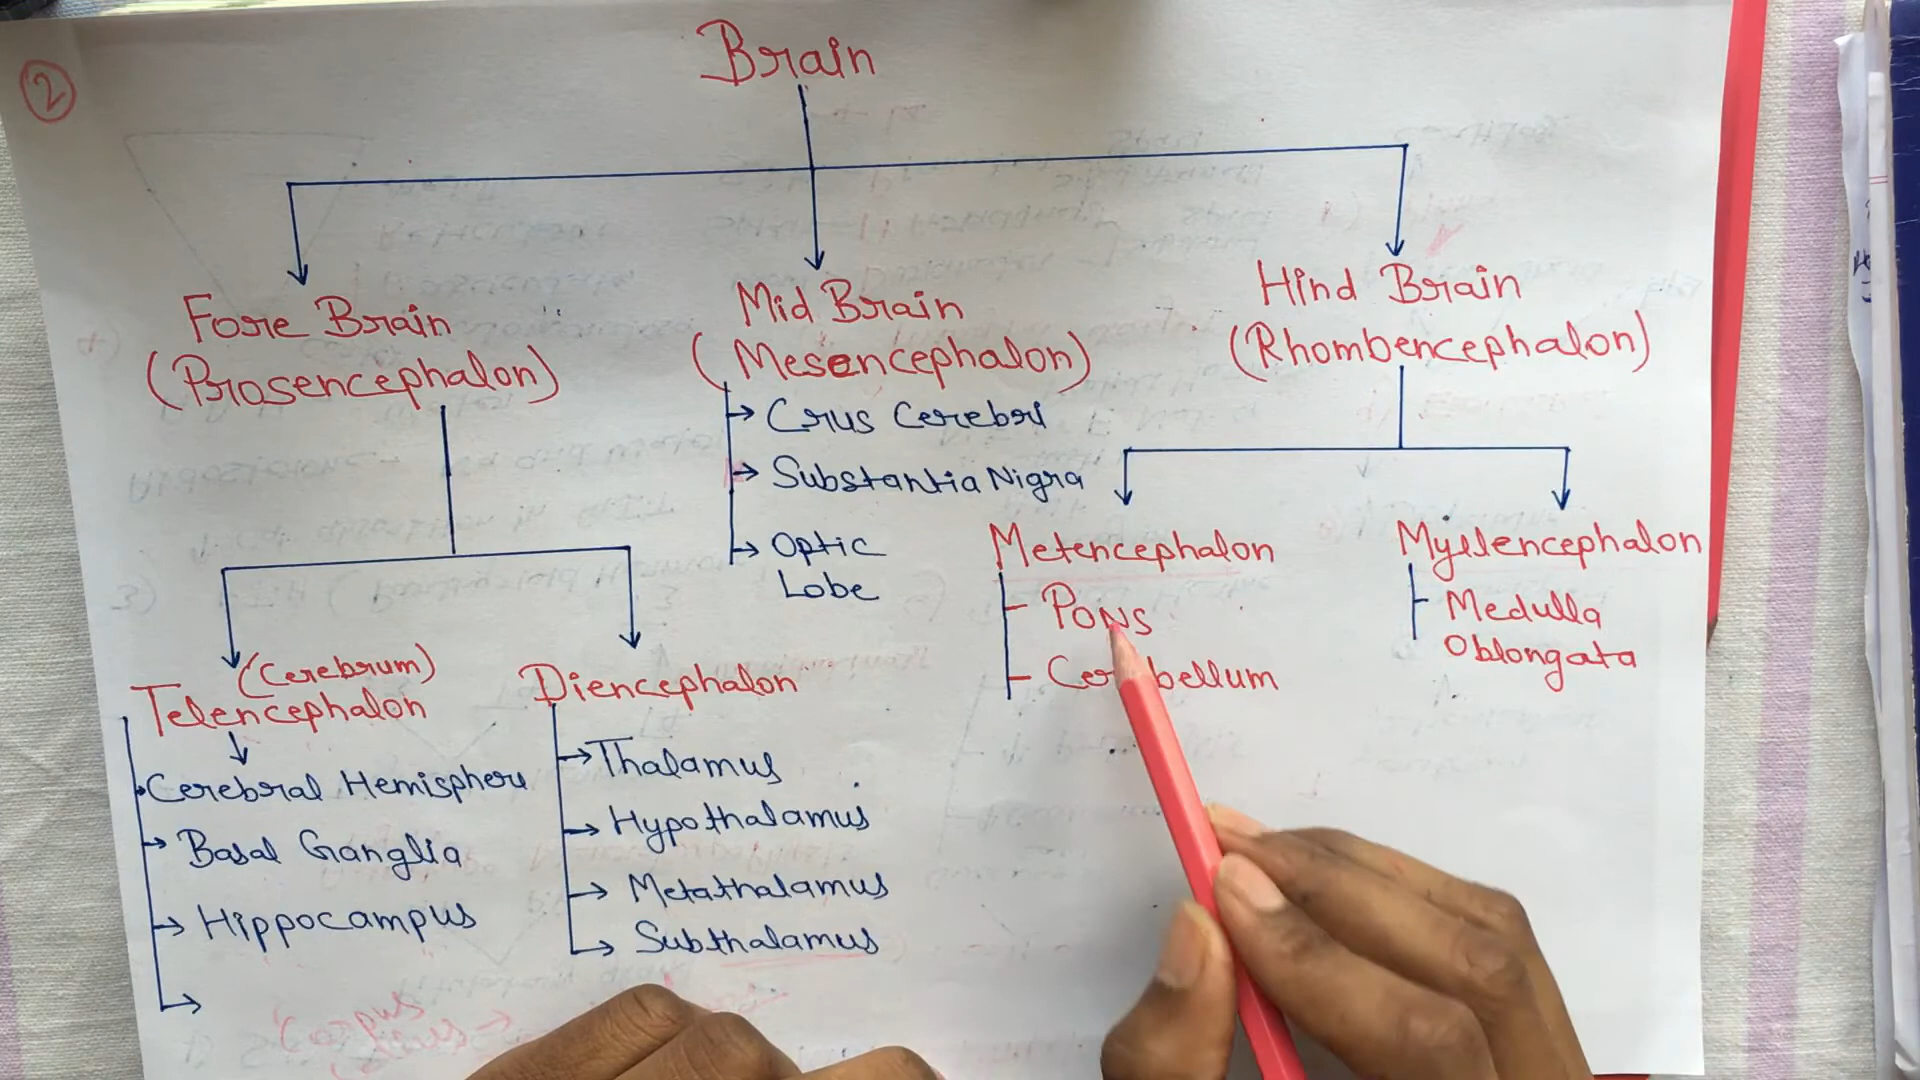 2
Brain
Fore Brain
(Prosencephalon)
Mid Brain
(Mesencephalon)
Hind Brain
(Rhombencephalon)
Crus Cerebri
Substantia Nigra
Optic
Lobe
Metencephalon
Pons
Cerebellum
Myelencephalon
Medulla
Oblongata
(Cerebrum)
Telencephalon
Cerebral Hemisphere
Basal Ganglia
Hippocampus
Diencephalon
Thalamus
Hypothalamus
Metathalamus
Subthalamus